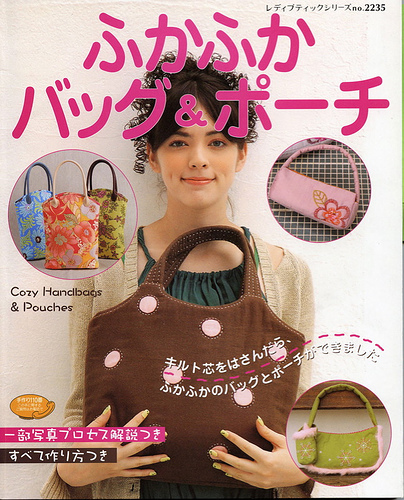 レディブティックシリーズno.2235
ふかふか
バッグ&ポーチ
Cozy Handbags
& Pouches
キルト芯をはさんだら、
ふかふかのバッグとポーチができました
一部写真プロセス解説つき
すべて作り方つき